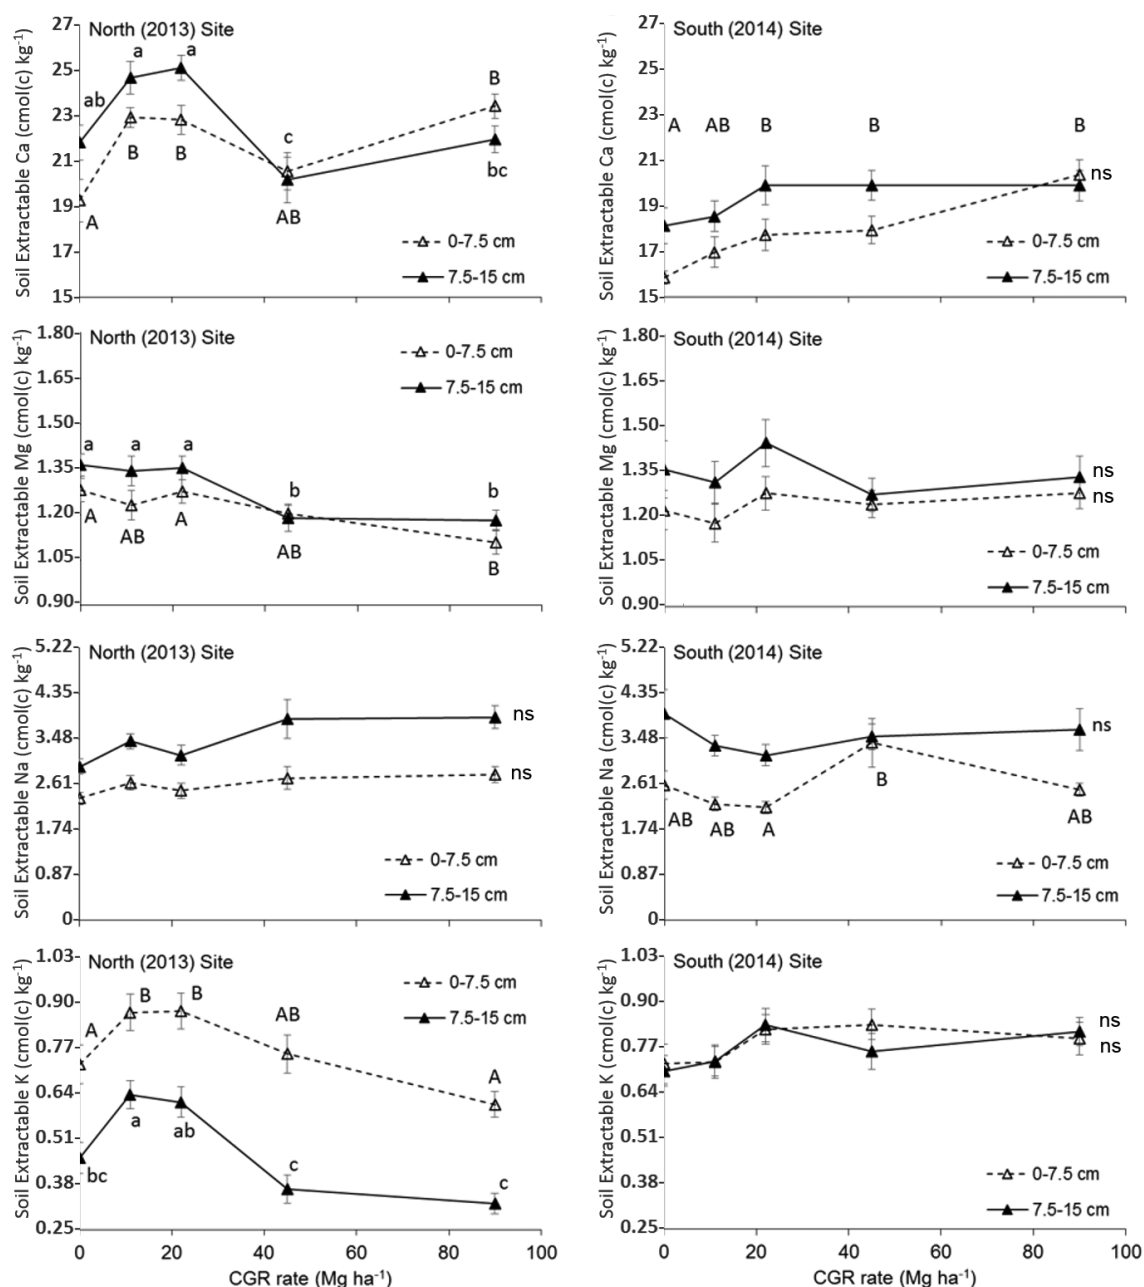 North (2013) Site
Soil Extractable Ca (cmol(c) kg-1)
27
25
23
21
19
17
15
ab
a
a
c
B
A
B
B
AB
bc
0-7.5 cm
7.5-15 cm
South (2014) Site
Soil Extractable Ca (cmol(c) kg-1)
27
25
23
21
19
17
15
A
AB
B
B
B
ns
0-7.5 cm
7.5-15 cm
0
20
40
60
80
100
0
20
40
60
80
100
North (2013) Site
Soil Extractable Mg (cmol(c) kg-1)
1.80
1.65
1.50
1.35
1.20
1.05
0.90
a
a
a
b
b
A
AB
A
AB
B
0-7.5 cm
7.5-15 cm
South (2014) Site
Soil Extractable Mg (cmol(c) kg-1)
1.80
1.65
1.50
1.35
1.20
1.05
0.90
ns
ns
0-7.5 cm
7.5-15 cm
North (2013) Site
Soil Extractable Na (cmol(c) kg-1)
5.22
4.35
3.48
2.61
1.74
0.87
0
ns
ns
0-7.5 cm
7.5-15 cm
South (2014) Site
Soil Extractable Na (cmol(c) kg-1)
5.22
4.35
3.48
2.61
1.74
0.87
0
ns
AB
AB
A
B
AB
0-7.5 cm
7.5-15 cm
North (2013) Site
Soil Extractable K (cmol(c) kg-1)
1.03
0.90
0.77
0.64
0.51
0.38
0.25
A
B
B
AB
A
bc
a
ab
c
c
0-7.5 cm
7.5-15 cm
0
20
40
60
80
100
CGR rate (Mg ha-1)
South (2014) Site
Soil Extractable K (cmol(c) kg-1)
1.03
0.90
0.77
0.64
0.51
0.38
0.25
ns
ns
0-7.5 cm
7.5-15 cm
0
20
40
60
80
100
CGR rate (Mg ha-1)